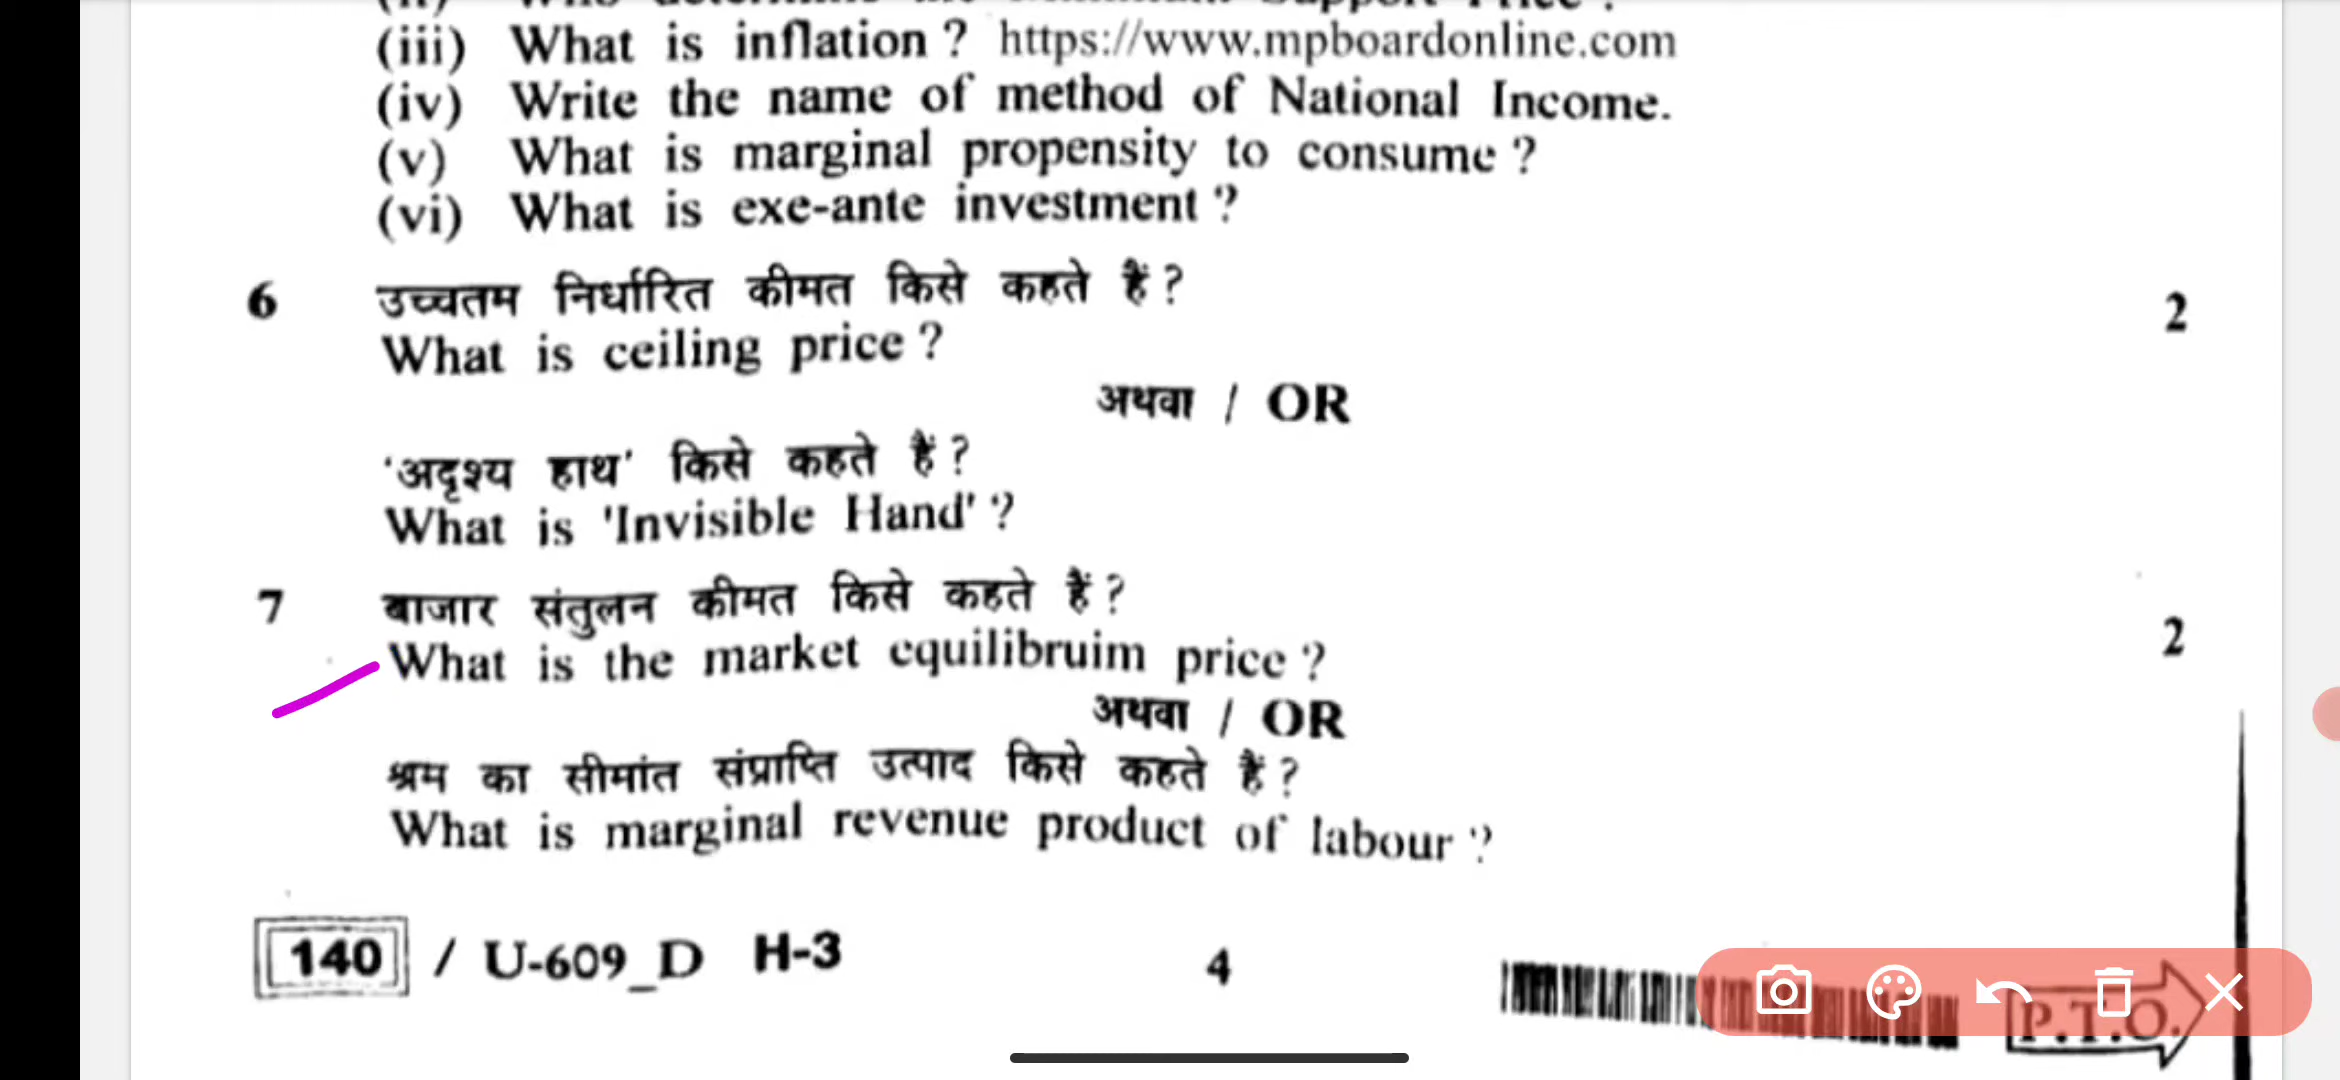 (iii) What is inflation ? https://www.mpboardonline.com
(iv) Write the name of method of National Income.
(v) What is marginal propensity to consume ?
(vi) What is exe-ante investment ?
6 उच्चतम निर्धारित कीमत किसे कहते हैं ? 2
What is ceiling price ?
अथवा / OR
'अदृश्य हाथ' किसे कहते हैं ?
What is 'Invisible Hand' ?
7 बाजार संतुलन कीमत किसे कहते हैं ? 2
What is the market equilibruim price ?
अथवा / OR
श्रम का सीमांत संप्राप्ति उत्पाद किसे कहते हैं ?
What is marginal revenue product of labour ?
140 / U-609_D H-3 4 P.T.O.